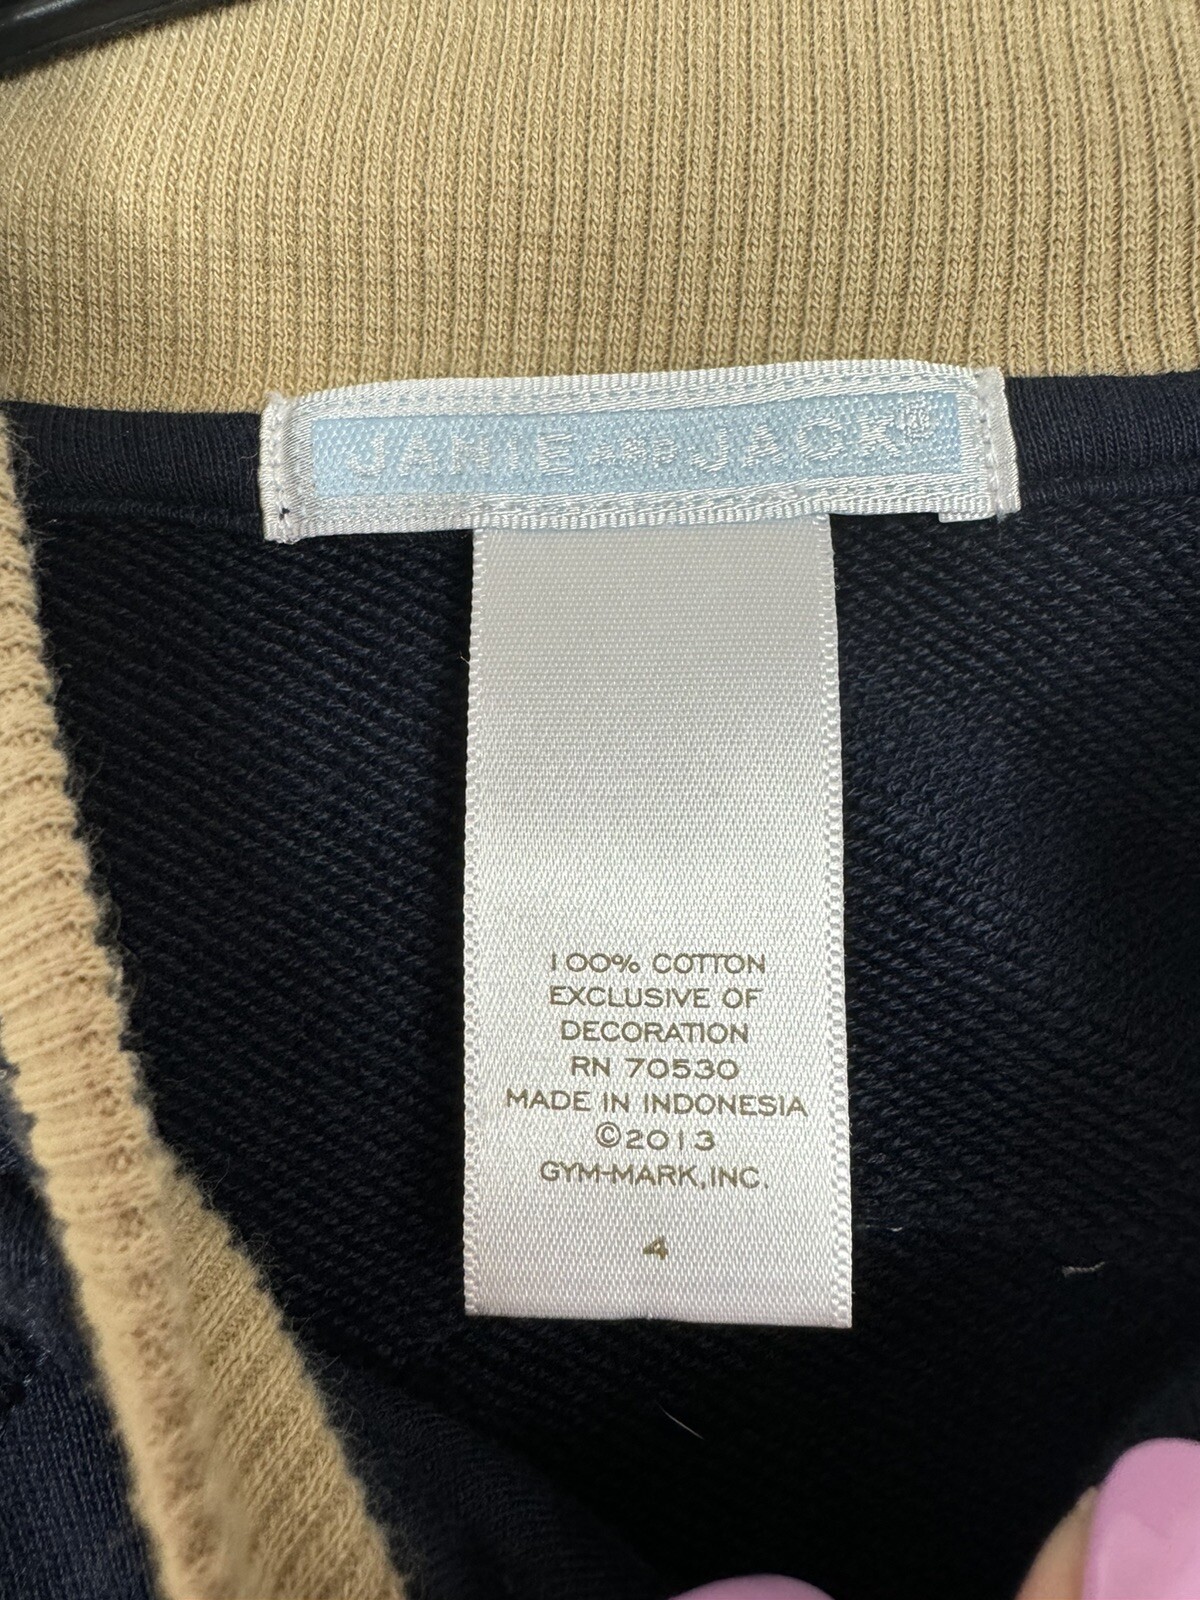 JANIE AND JACK®
100% COTTON
EXCLUSIVE OF
DECORATION
RN 70530
MADE IN INDONESIA
©2013
GYM-MARK, INC.
4